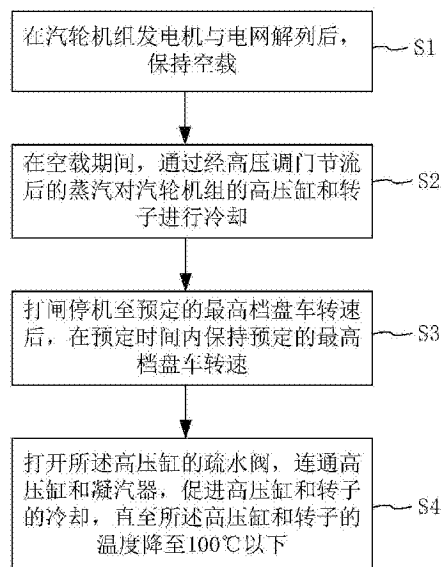 在汽轮机组发电机与电网解列后，
保持空载
S1
在空载期间，通过经高压调门节流
后的蒸汽对汽轮机组的高压缸和转
子进行冷却
S2
打闸停机至预定的最高档盘车转速
后，在预定时间内保持预定的最高
档盘车转速
S3
打开所述高压缸的疏水阀，连通高
压缸和凝汽器，促进高压缸和转子
的冷却，直至所述高压缸和转子的
温度降至100℃以下
S4